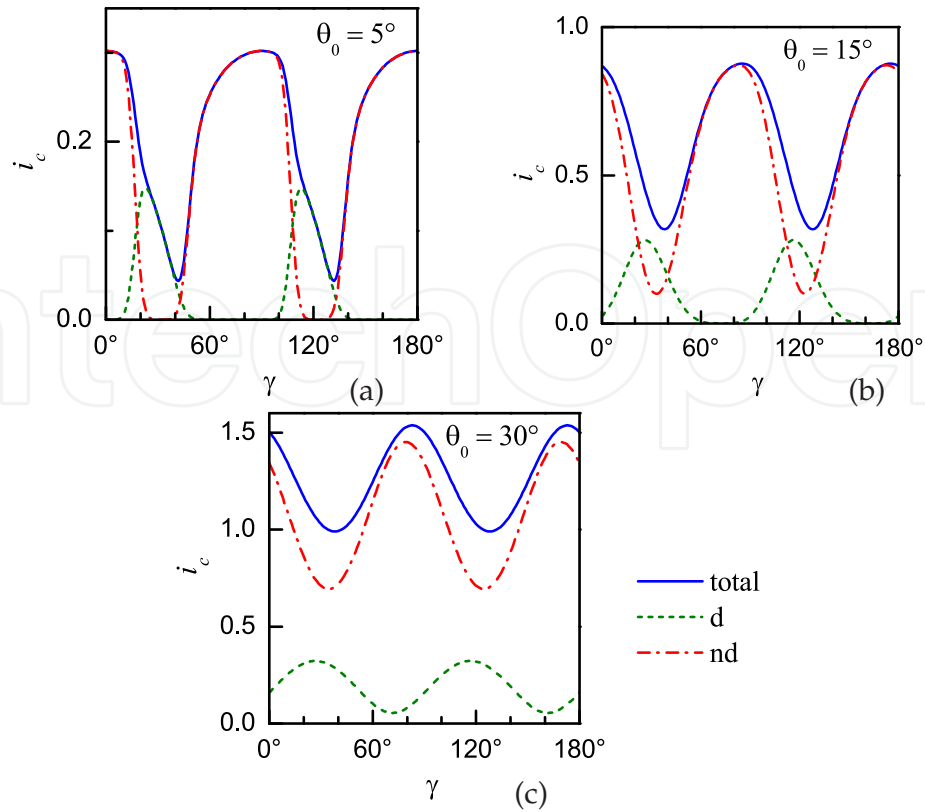 θ₀ = 5°
i_c
0.2
0.0
0° 60° 120° 180°
γ
(a)
1.0
θ₀ = 15°
i_c
0.5
0.0
0° 60° 120° 180°
γ
(b)
1.5
θ₀ = 30°
1.0
i_c
0.5
0.0
0° 60° 120° 180°
γ
(c)
total
d
nd
ntechOpe